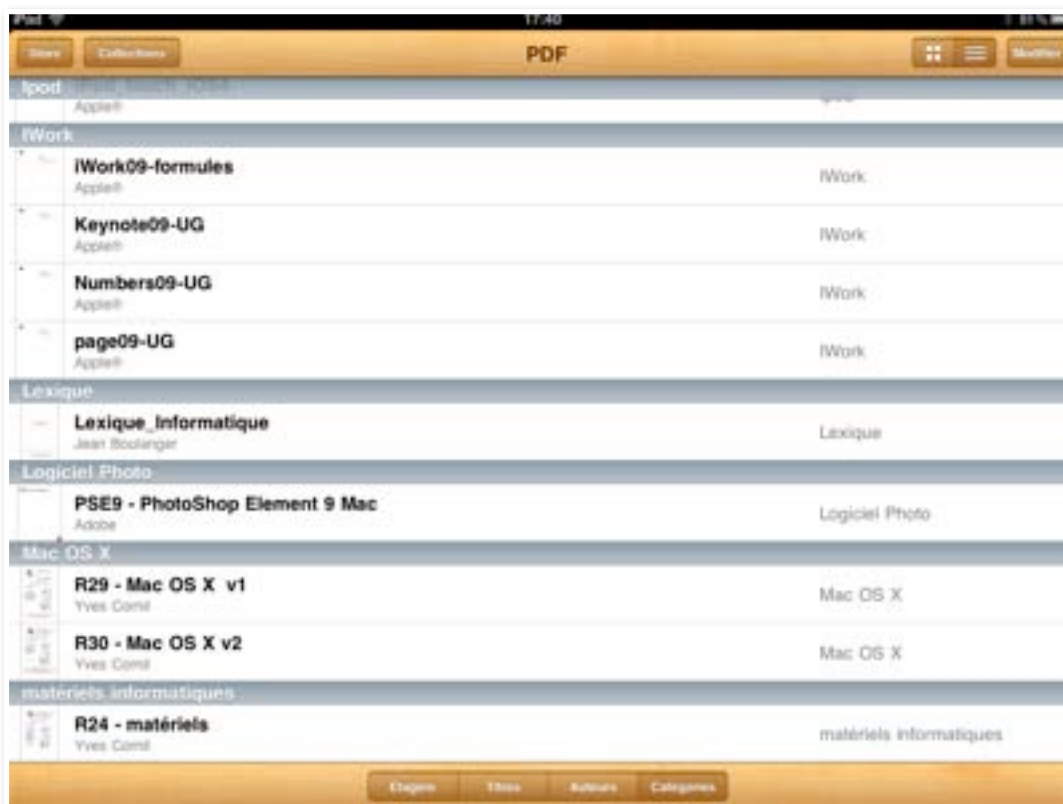 iPad 17:40
Store Collections PDF Modifier
Ipod
Apple®
IWork
iWork09-formules
Apple®
IWork
Keynote09-UG
Apple®
IWork
Numbers09-UG
Apple®
IWork
page09-UG
Apple®
IWork
Lexique
Lexique_Informatique
Jean Boulanger
Lexique
Logiciel Photo
PSE9 - PhotoShop Element 9 Mac
Adobe
Logiciel Photo
Mac OS X
R29 - Mac OS X v1
Yves Cornil
Mac OS X
R30 - Mac OS X v2
Yves Cornil
Mac OS X
matériels informatiques
R24 - matériels
Yves Cornil
matériels informatiques
Etagère Titres Auteurs Catégories